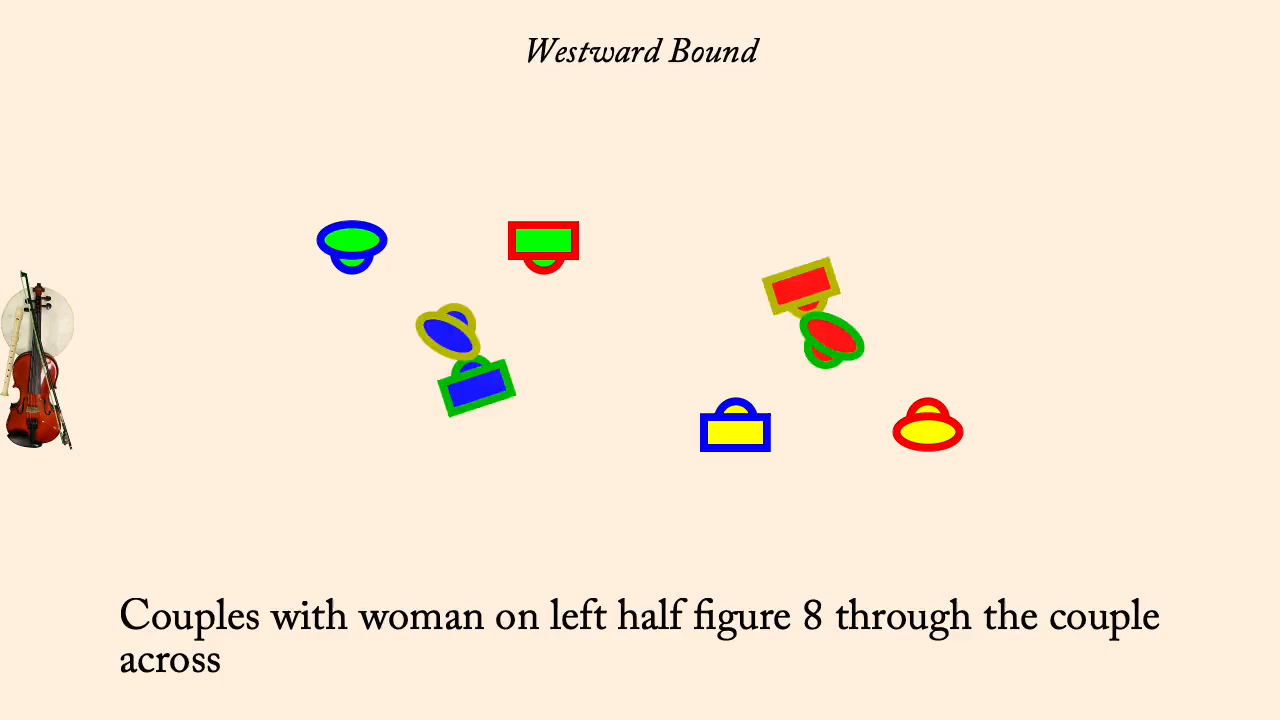 Westward Bound
Couples with woman on left half figure 8 through the couple
across